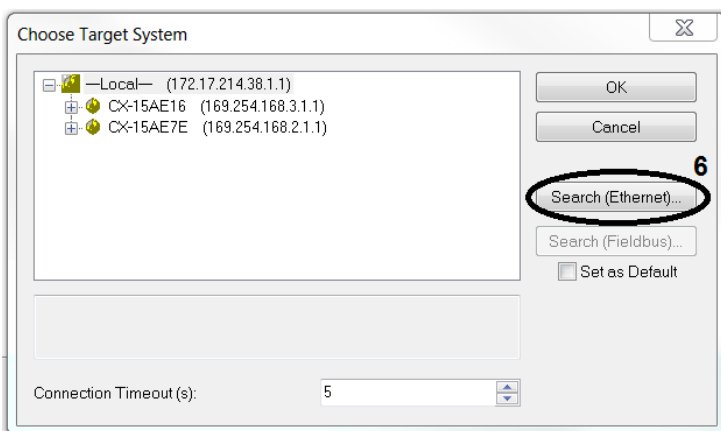 Choose Target System
—Local— (172.17.214.38.1.1)
CX-15AE16 (169.254.168.3.1.1)
CX-15AE7E (169.254.168.2.1.1)
OK
Cancel
6
Search (Ethernet)...
Search (Fieldbus)...
Set as Default
Connection Timeout (s): 5